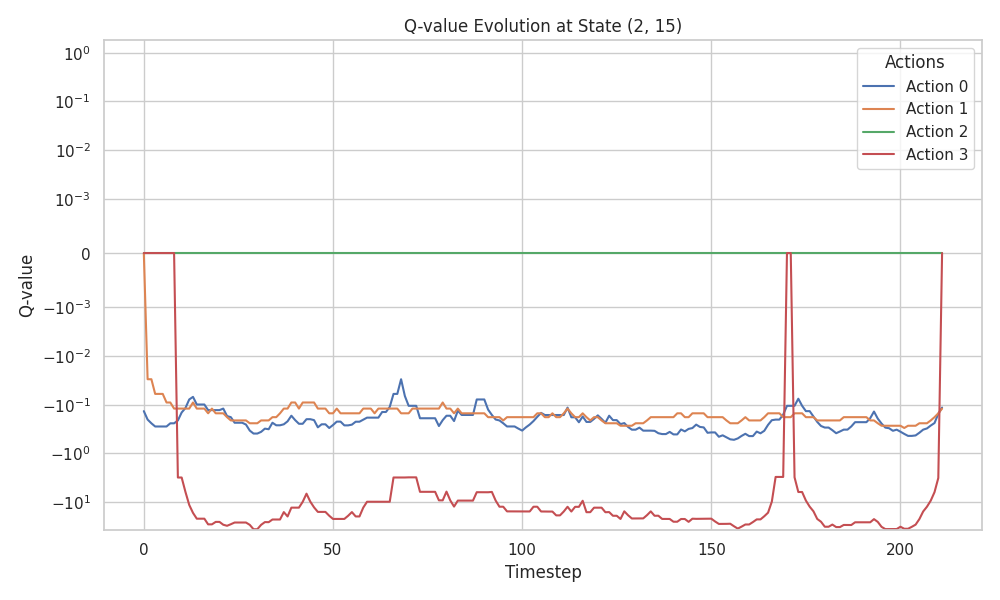 Q-value Evolution at State (2, 15)
Q-value
10⁰
10⁻¹
10⁻²
10⁻³
0
−10⁻³
−10⁻²
−10⁻¹
−10⁰
−10¹
Actions
Action 0
Action 1
Action 2
Action 3
0 50 100 150 200
Timestep